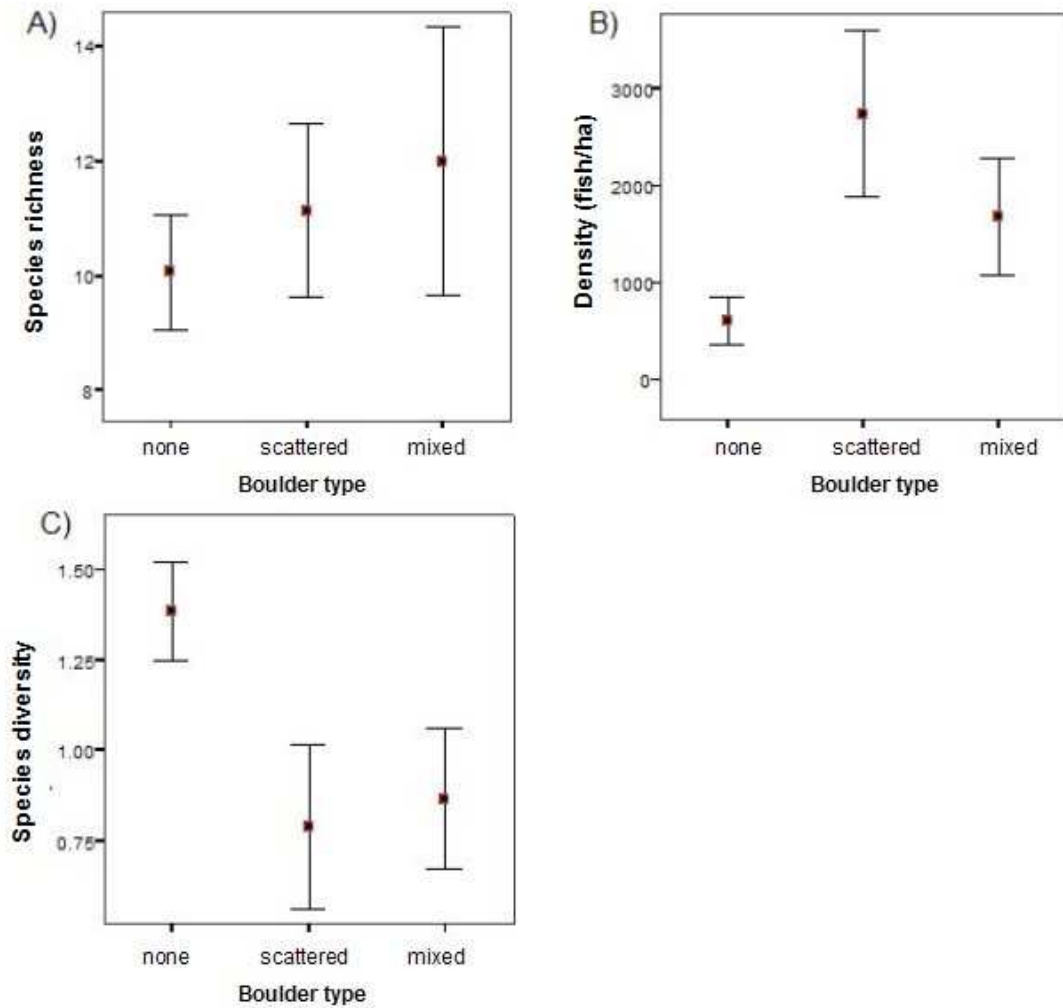 A)
14
12
10
8
Species richness
none scattered mixed
Boulder type
B)
3000
2000
1000
0
Density (fish/ha)
none scattered mixed
Boulder type
C)
1.50
1.25
1.00
0.75
Species diversity
none scattered mixed
Boulder type